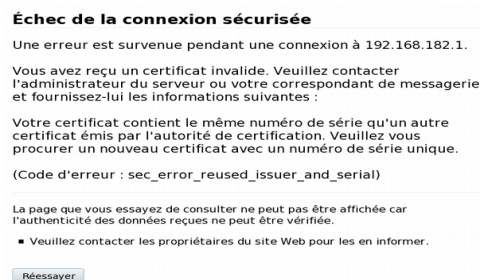 Échec de la connexion sécurisée
Une erreur est survenue pendant une connexion à 192.168.182.1.
Vous avez reçu un certificat invalide. Veuillez contacter
l'administrateur du serveur ou votre correspondant de messagerie
et fournissez-lui les informations suivantes :
Votre certificat contient le même numéro de série qu'un autre
certificat émis par l'autorité de certification. Veuillez vous
procurer un nouveau certificat avec un numéro de série unique.
(Code d'erreur : sec_error_reused_issuer_and_serial)
La page que vous essayez de consulter ne peut pas être affichée car
l'authenticité des données reçues ne peut être vérifiée.
▪ Veuillez contacter les propriétaires du site Web pour les en informer.
Réessayer